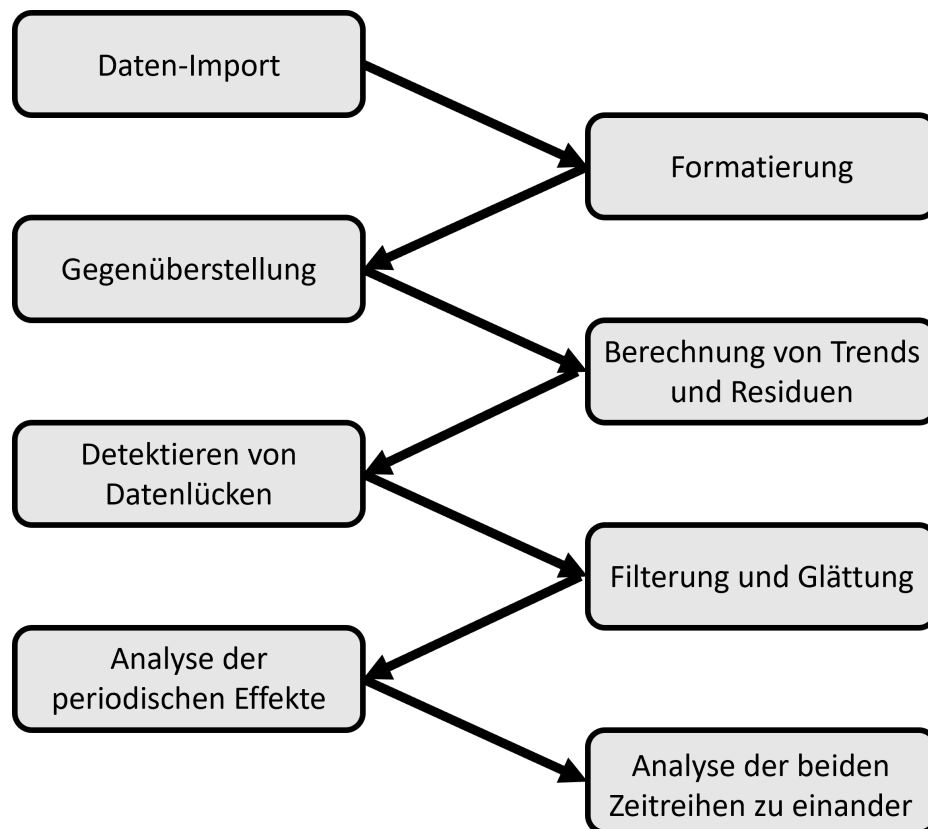 Daten-Import
Formatierung
Gegenüberstellung
Berechnung von Trends
und Residuen
Detektieren von
Datenlücken
Filterung und Glättung
Analyse der
periodischen Effekte
Analyse der beiden
Zeitreihen zu einander